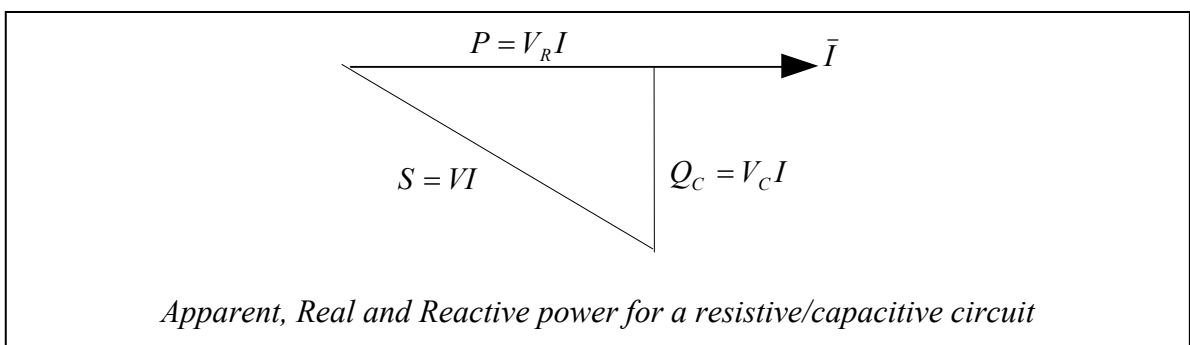 P = V_R I
Ī
S = VI
Q_C = V_C I
Apparent, Real and Reactive power for a resistive/capacitive circuit